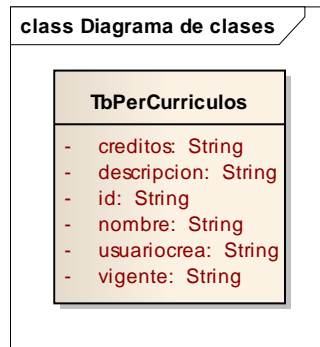 class Diagrama de clases
TbPerCurriculos
- creditos: String
- descripcion: String
- id: String
- nombre: String
- usuariocrea: String
- vigente: String